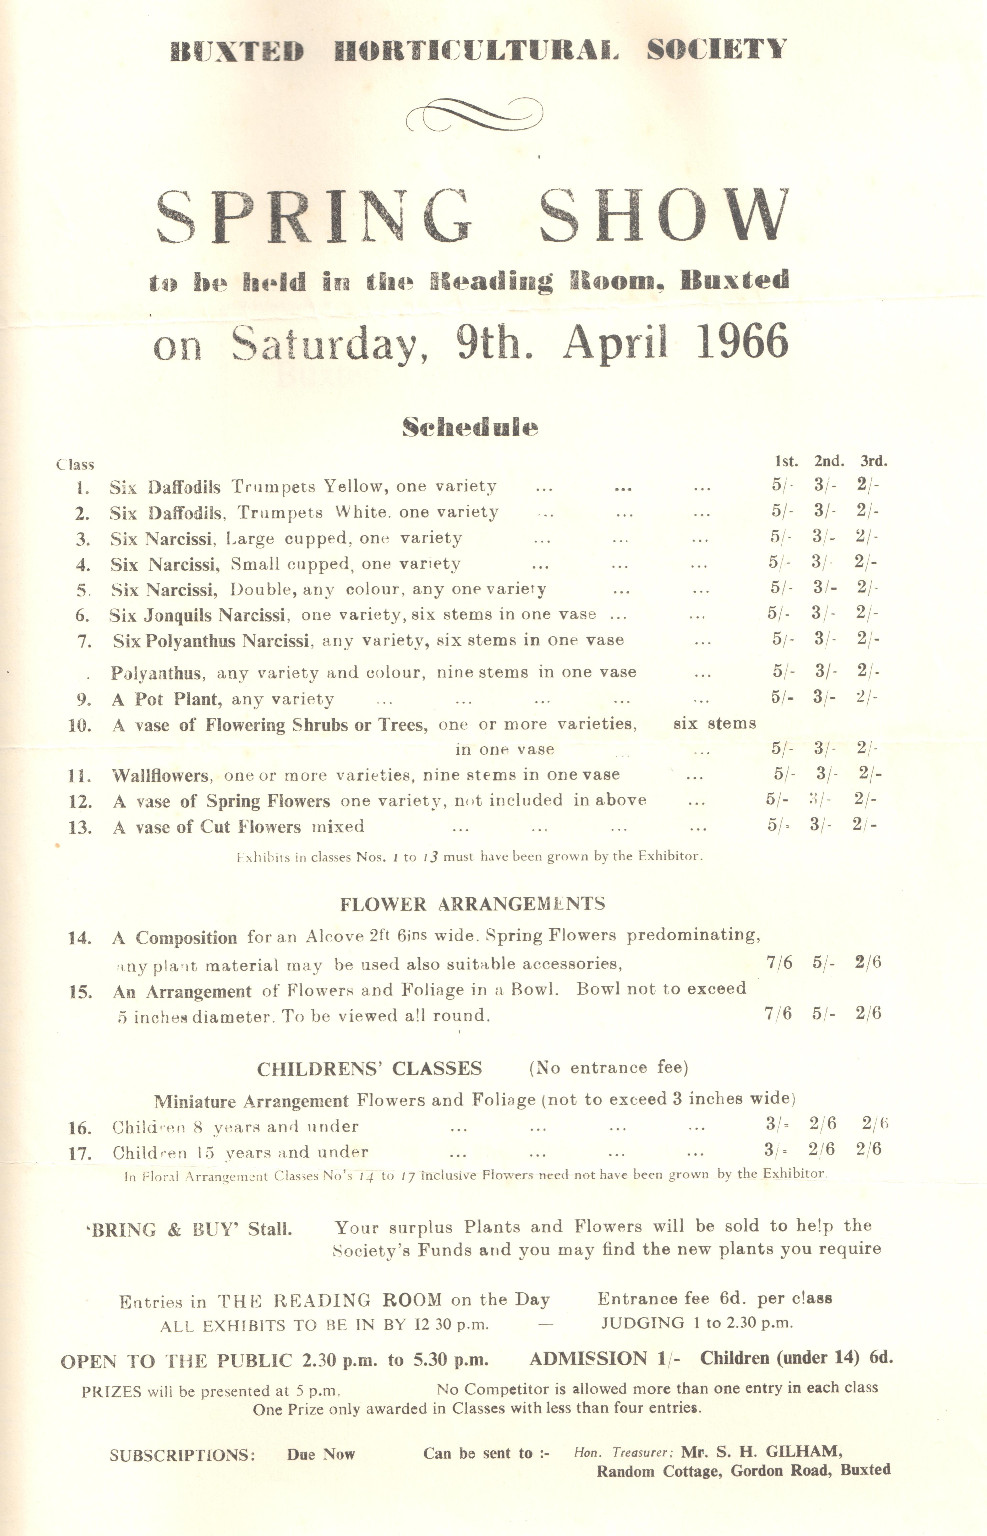 BUXTED HORTICULTURAL SOCIETY
SPRING SHOW
to be held in the Reading Room, Buxted
on Saturday, 9th. April 1966
Schedule
Class 1st. 2nd. 3rd.
1. Six Daffodils Trumpets Yellow, one variety ... ... ... 5/- 3/- 2/-
2. Six Daffodils, Trumpets White. one variety ... ... ... 5/- 3/- 2/-
3. Six Narcissi, Large cupped, one variety ... ... ... 5/- 3/- 2/-
4. Six Narcissi, Small cupped, one variety ... ... ... 5/- 3/- 2/-
5. Six Narcissi, Double, any colour, any one variety ... ... 5/- 3/- 2/-
6. Six Jonquils Narcissi, one variety, six stems in one vase ... ... 5/- 3/- 2/-
7. Six Polyanthus Narcissi, any variety, six stems in one vase ... 5/- 3/- 2/-
. Polyanthus, any variety and colour, nine stems in one vase ... 5/- 3/- 2/-
9. A Pot Plant, any variety ... ... ... ... ... 5/- 3/- 2/-
10. A vase of Flowering Shrubs or Trees, one or more varieties, six stems
in one vase ... ... 5/- 3/- 2/-
11. Wallflowers, one or more varieties, nine stems in one vase ... 5/- 3/- 2/-
12. A vase of Spring Flowers one variety, not included in above ... 5/- 3/- 2/-
13. A vase of Cut Flowers mixed ... ... ... ... 5/- 3/- 2/-
Exhibits in classes Nos. 1 to 13 must have been grown by the Exhibitor.
FLOWER ARRANGEMENTS
14. A Composition for an Alcove 2ft 6ins wide. Spring Flowers predominating,
any plant material may be used also suitable accessories, 7/6 5/- 2/6
15. An Arrangement of Flowers and Foliage in a Bowl. Bowl not to exceed
5 inches diameter. To be viewed all round. 7/6 5/- 2/6
CHILDRENS' CLASSES (No entrance fee)
Miniature Arrangement Flowers and Foliage (not to exceed 3 inches wide)
16. Children 8 years and under ... ... ... ... 3/- 2/6 2/6
17. Children 15 years and under ... ... ... ... 3/- 2/6 2/6
In Floral Arrangement Classes No's 14 to 17 inclusive Flowers need not have been grown by the Exhibitor.
'BRING & BUY' Stall. Your surplus Plants and Flowers will be sold to help the
Society's Funds and you may find the new plants you require
Entries in THE READING ROOM on the Day Entrance fee 6d. per class
ALL EXHIBITS TO BE IN BY 12 30 p.m. — JUDGING 1 to 2.30 p.m.
OPEN TO THE PUBLIC 2.30 p.m. to 5.30 p.m. ADMISSION 1/- Children (under 14) 6d.
PRIZES will be presented at 5 p.m. No Competitor is allowed more than one entry in each class
One Prize only awarded in Classes with less than four entries.
SUBSCRIPTIONS: Due Now Can be sent to :- Hon. Treasurer: Mr. S. H. GILHAM,
Random Cottage, Gordon Road, Buxted